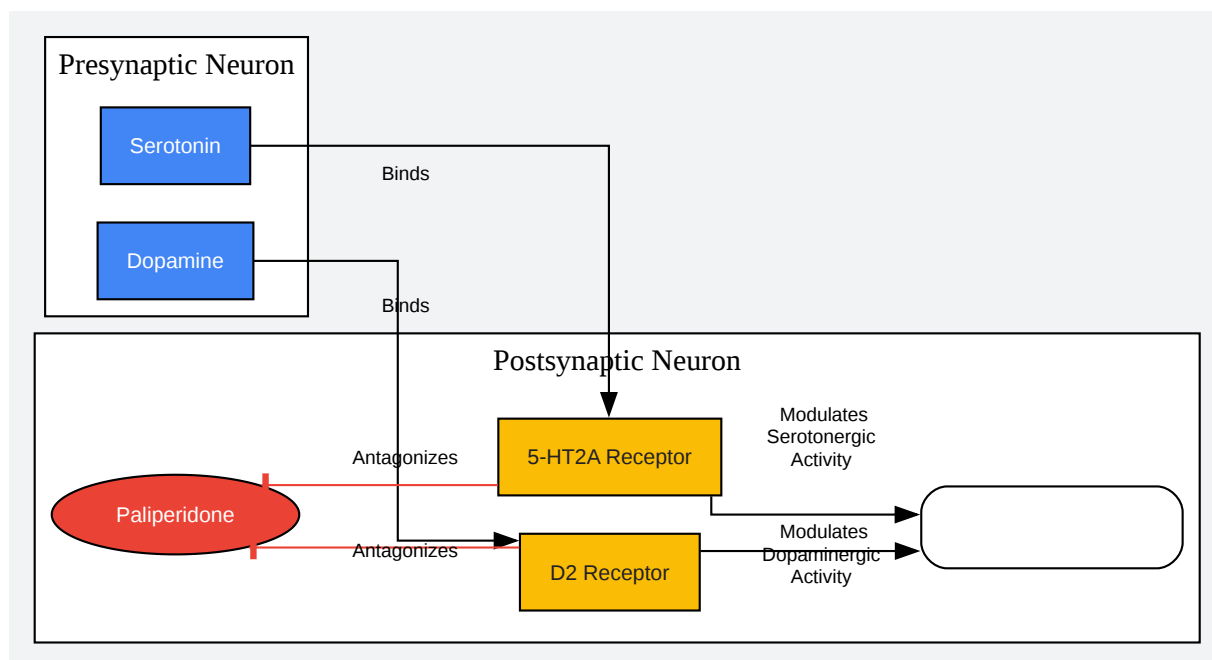 Presynaptic Neuron
Serotonin
Binds
Dopamine
Binds
Postsynaptic Neuron
Modulates
Serotonergic
Activity
Antagonizes
5-HT2A Receptor
Paliperidone
Modulates
Dopaminergic
Activity
Antagonizes
D2 Receptor